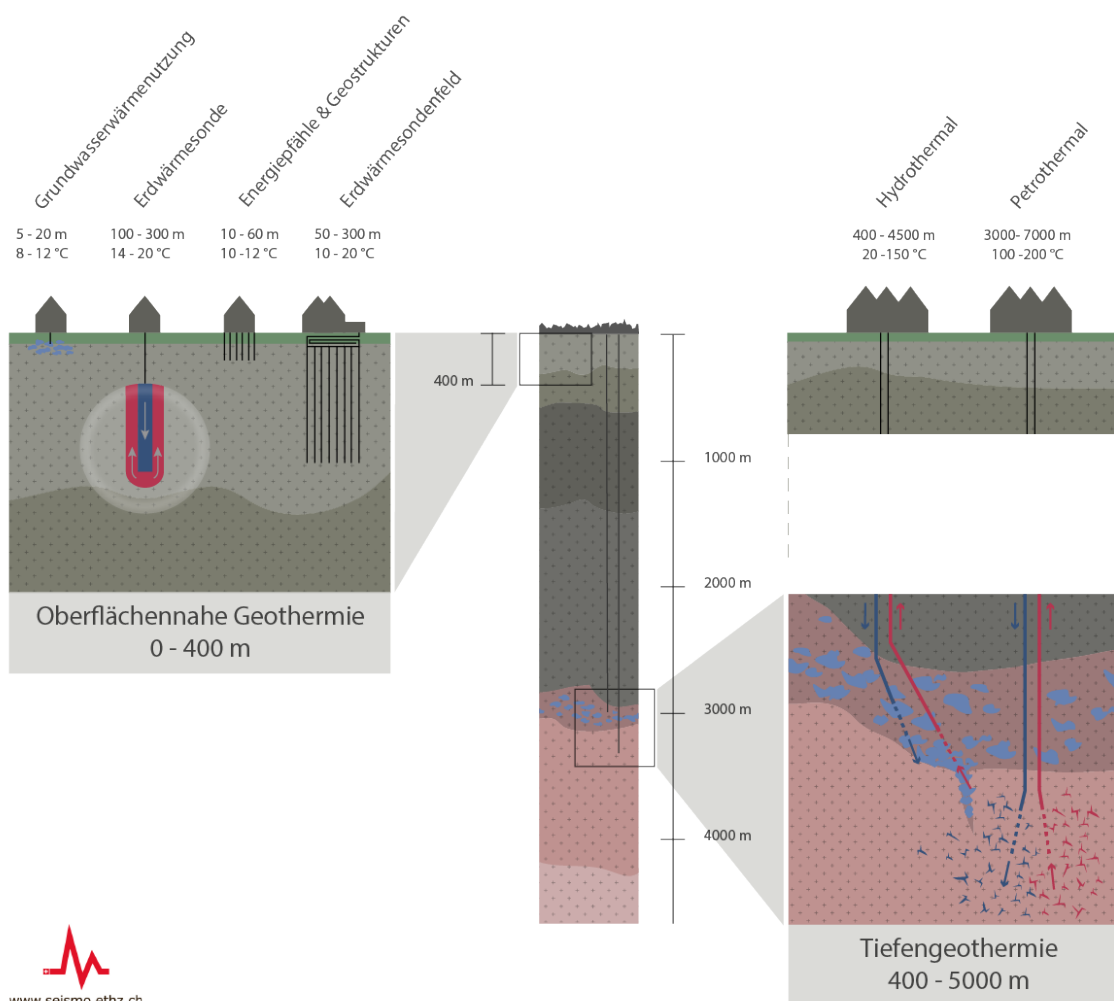 Grundwasserwärmenutzung
Erdwärmesonde
Energiepfähle & Geostrukturen
Erdwärmesondenfeld
5 - 20 m
8 - 12 °C
100 - 300 m
14 - 20 °C
10 - 60 m
10 -12 °C
50 - 300 m
10 - 20 °C
Oberflächennahe Geothermie
0 - 400 m
400 m
1000 m
2000 m
3000 m
4000 m
Hydrothermal
Petrothermal
400 - 4500 m
20 -150 °C
3000- 7000 m
100 -200 °C
Tiefengeothermie
400 - 5000 m
www.seismo.ethz.ch